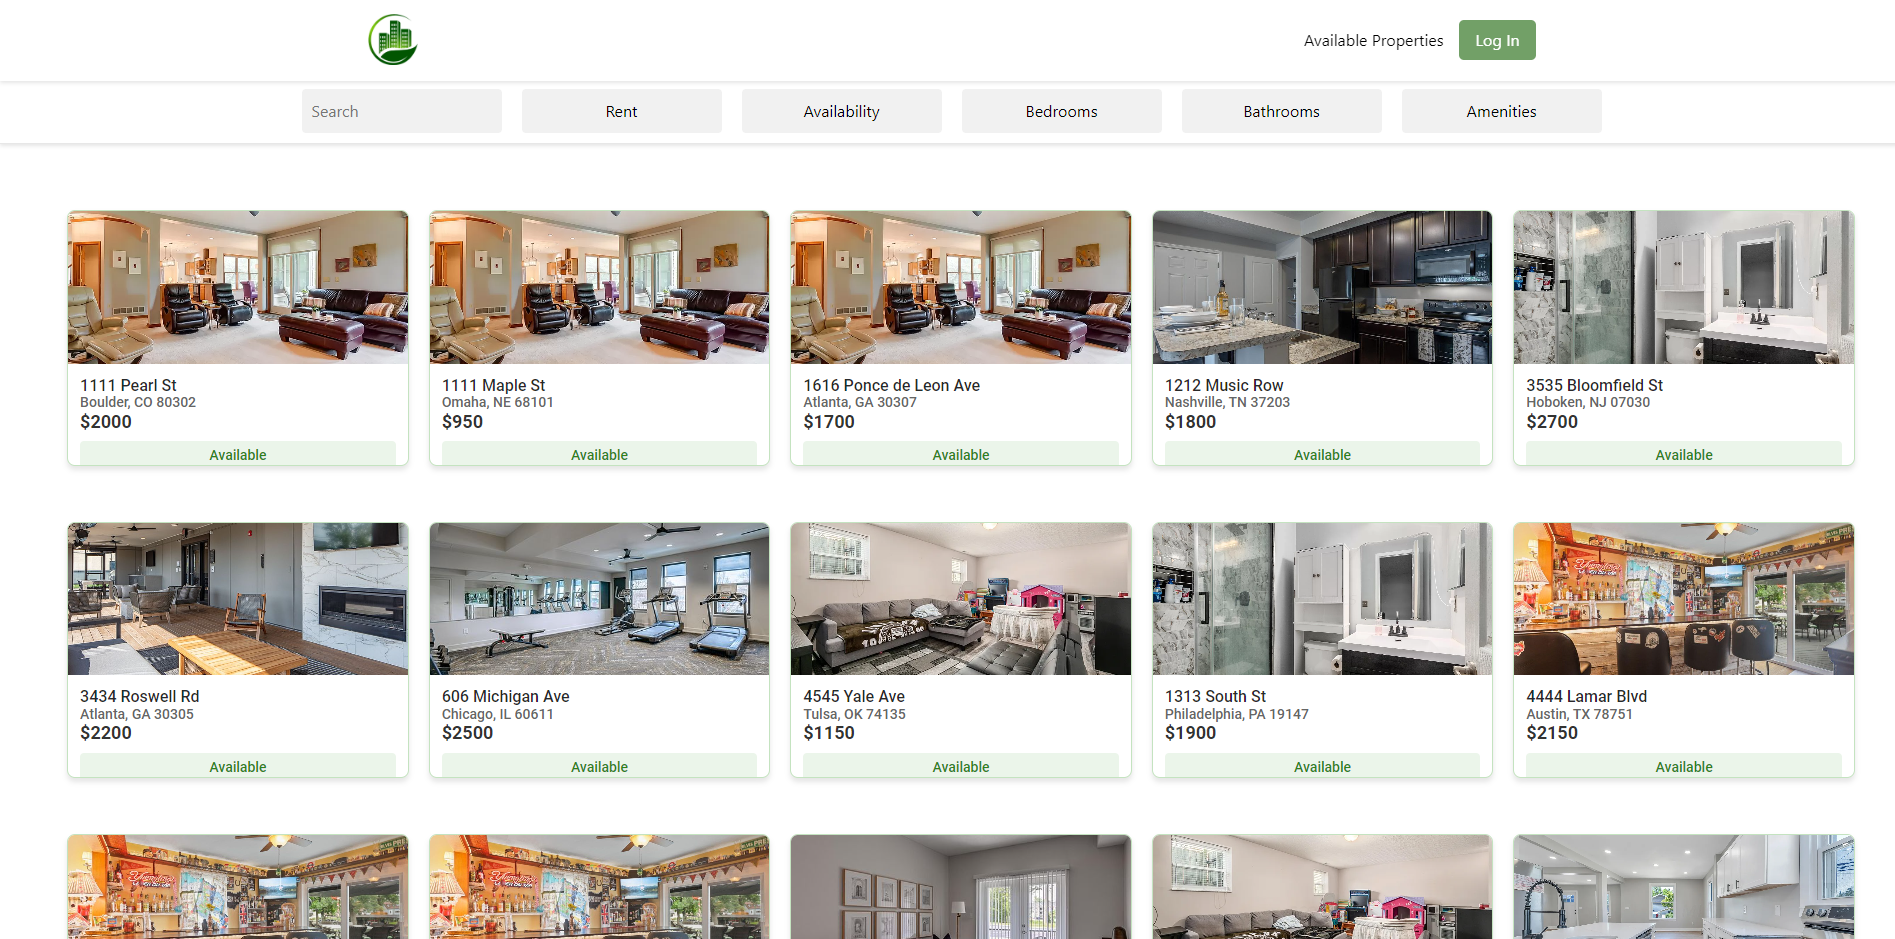 Available Properties
Log In
Search
Rent
Availability
Bedrooms
Bathrooms
Amenities
1111 Pearl St
Boulder, CO 80302
$2000
Available
1111 Maple St
Omaha, NE 68101
$950
Available
1616 Ponce de Leon Ave
Atlanta, GA 30307
$1700
Available
1212 Music Row
Nashville, TN 37203
$1800
Available
3535 Bloomfield St
Hoboken, NJ 07030
$2700
Available
3434 Roswell Rd
Atlanta, GA 30305
$2200
Available
606 Michigan Ave
Chicago, IL 60611
$2500
Available
4545 Yale Ave
Tulsa, OK 74135
$1150
Available
1313 South St
Philadelphia, PA 19147
$1900
Available
4444 Lamar Blvd
Austin, TX 78751
$2150
Available